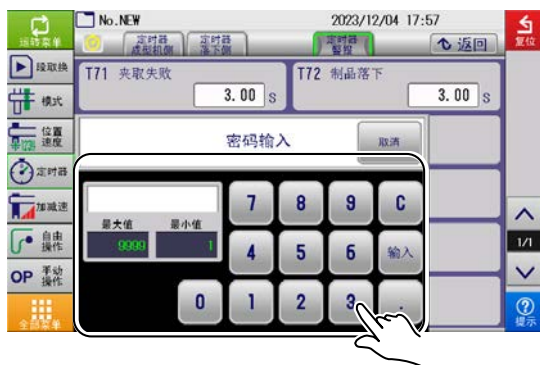 运转菜单
No.NEW
2023/12/04 17:57
复位
定时器
成型机侧
定时器
落下侧
定时器
警报
返回
段取换
T71 夹取失败
3.00 S
T72 制品落下
3.00 S
模式
位置
速度
密码输入
取消
定时器
加减速
最大值
最小值
9999
1
7
8
9
C
自由
操作
4
5
6
输入
1/1
OP
手动
操作
0
1
2
3
.
全部菜单
提示